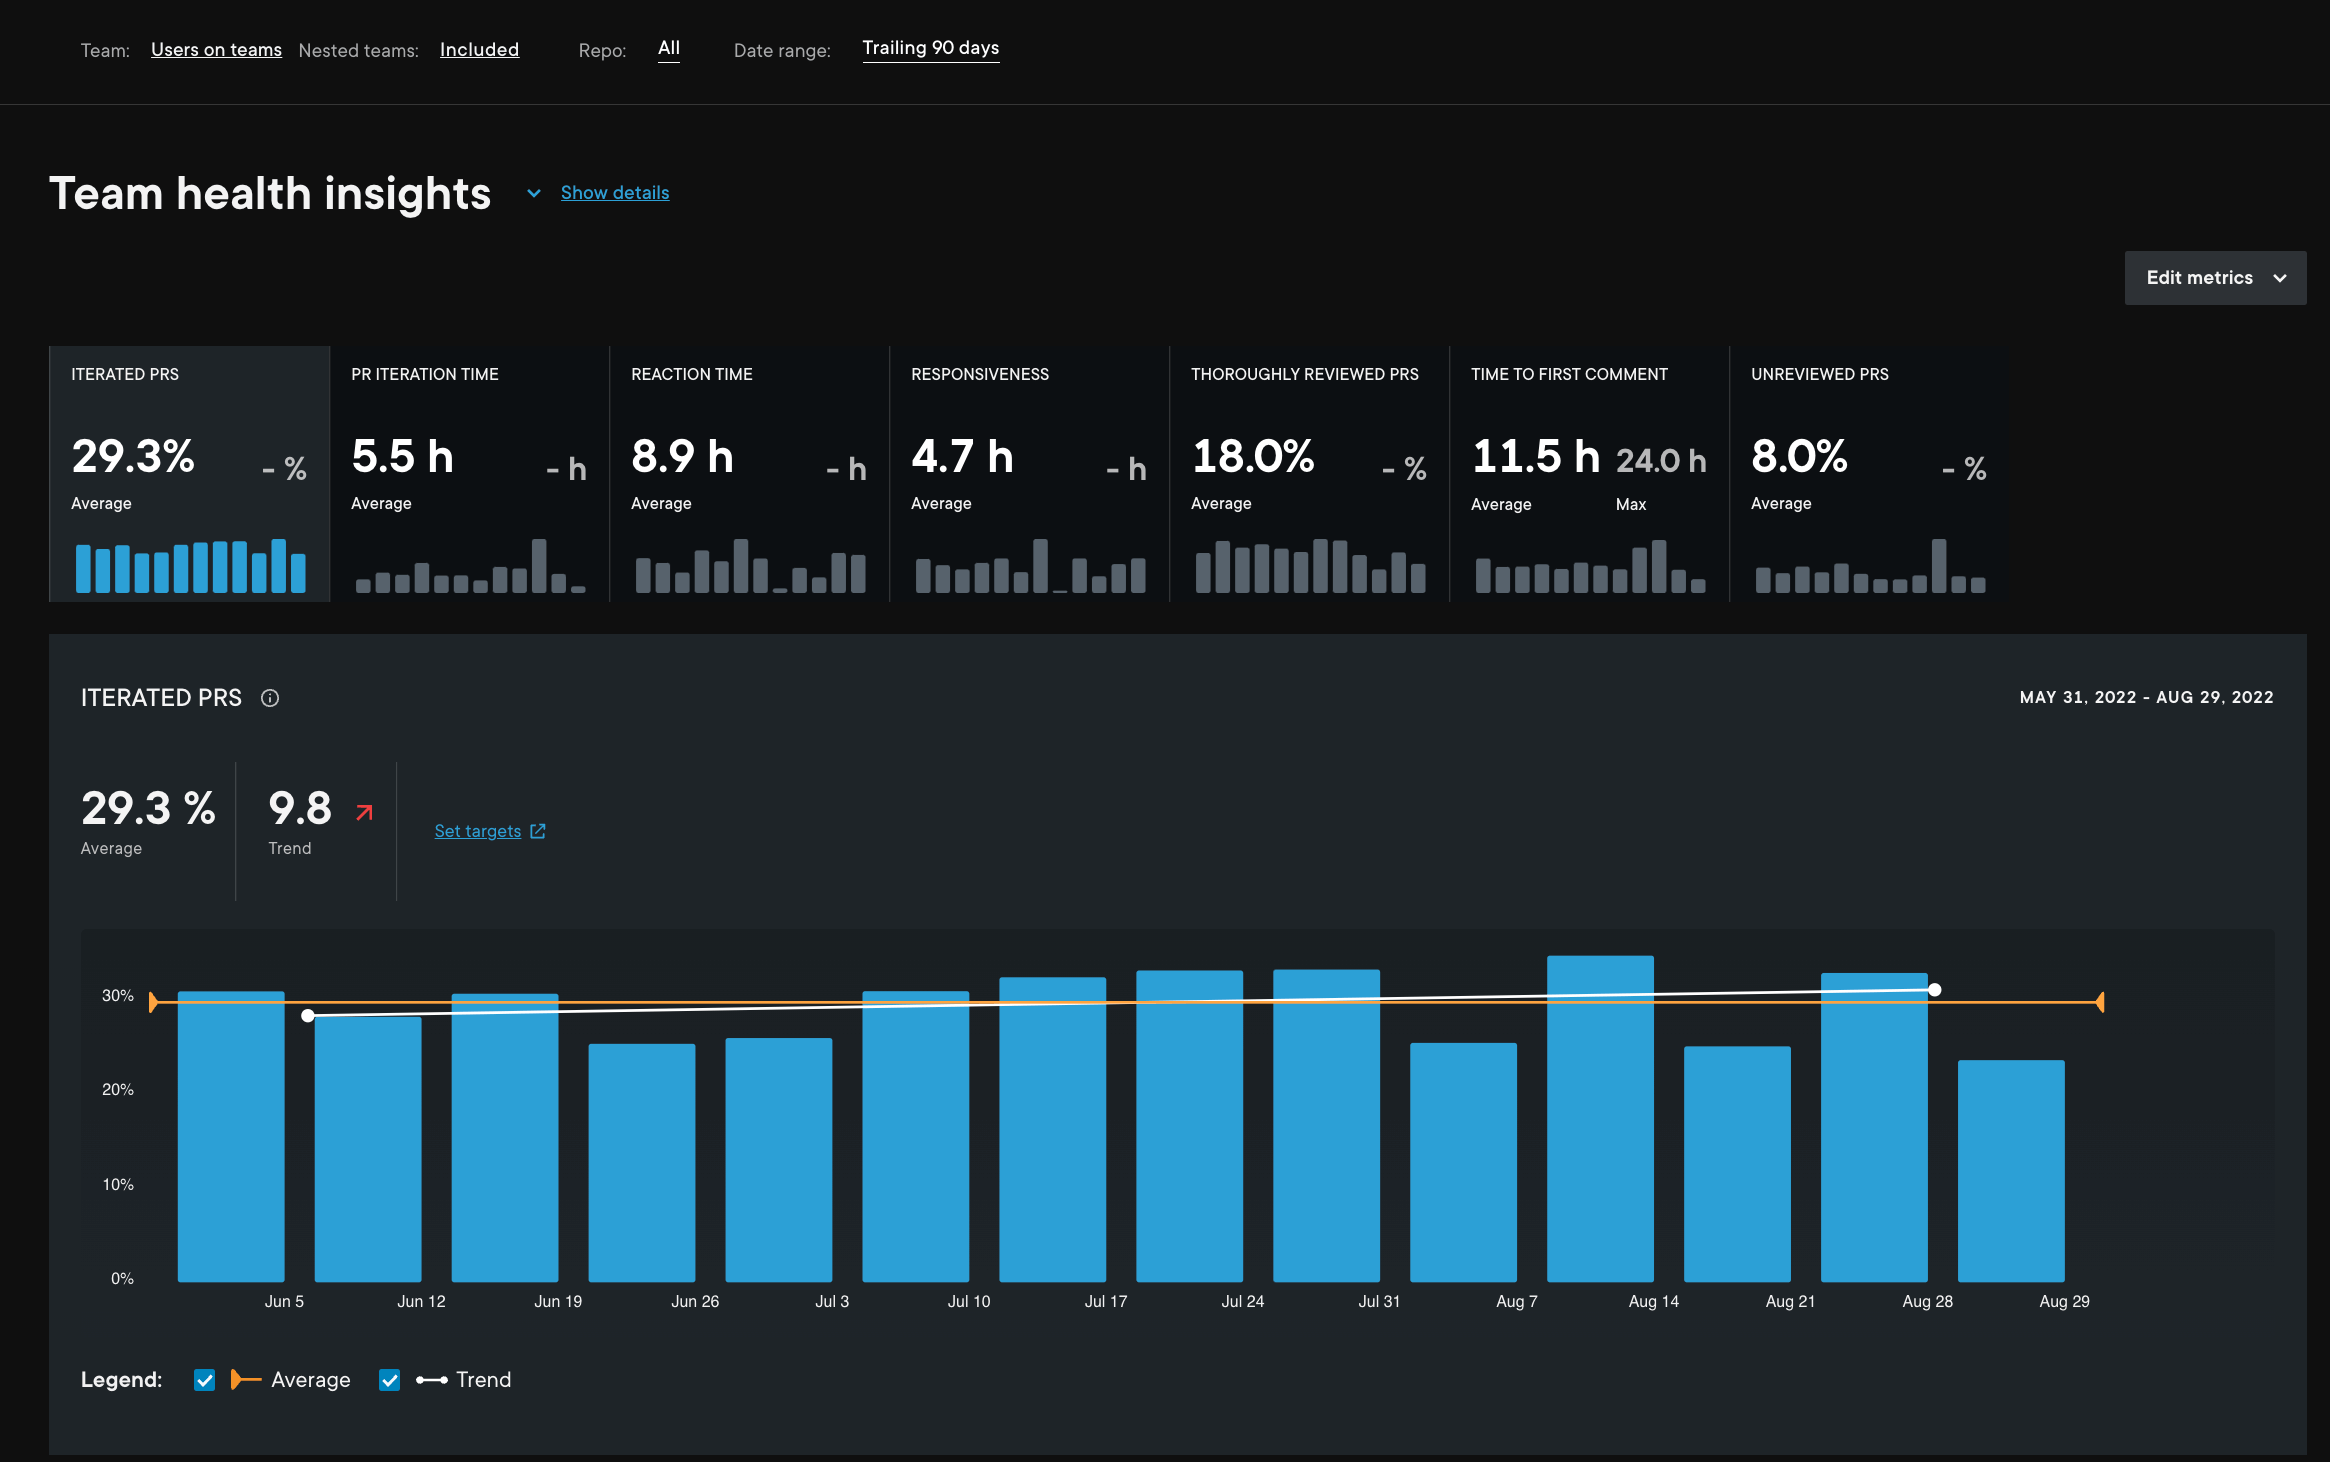 Team: Users on teams Nested teams: Included Repo: All Date range: Trailing 90 days
Team health insights Show details
Edit metrics
ITERATED PRS
29.3% - %
Average
PR ITERATION TIME
5.5 h - h
Average
REACTION TIME
8.9 h - h
Average
RESPONSIVENESS
4.7 h - h
Average
THOROUGHLY REVIEWED PRS
18.0% - %
Average
TIME TO FIRST COMMENT
11.5 h 24.0 h
Average Max
UNREVIEWED PRS
8.0% - %
Average
ITERATED PRS
MAY 31, 2022 - AUG 29, 2022
29.3 %
Average
9.8
Trend
Set targets
30%
20%
10%
0%
Jun 5 Jun 12 Jun 19 Jun 26 Jul 3 Jul 10 Jul 17 Jul 24 Jul 31 Aug 7 Aug 14 Aug 21 Aug 28 Aug 29
Legend: Average Trend